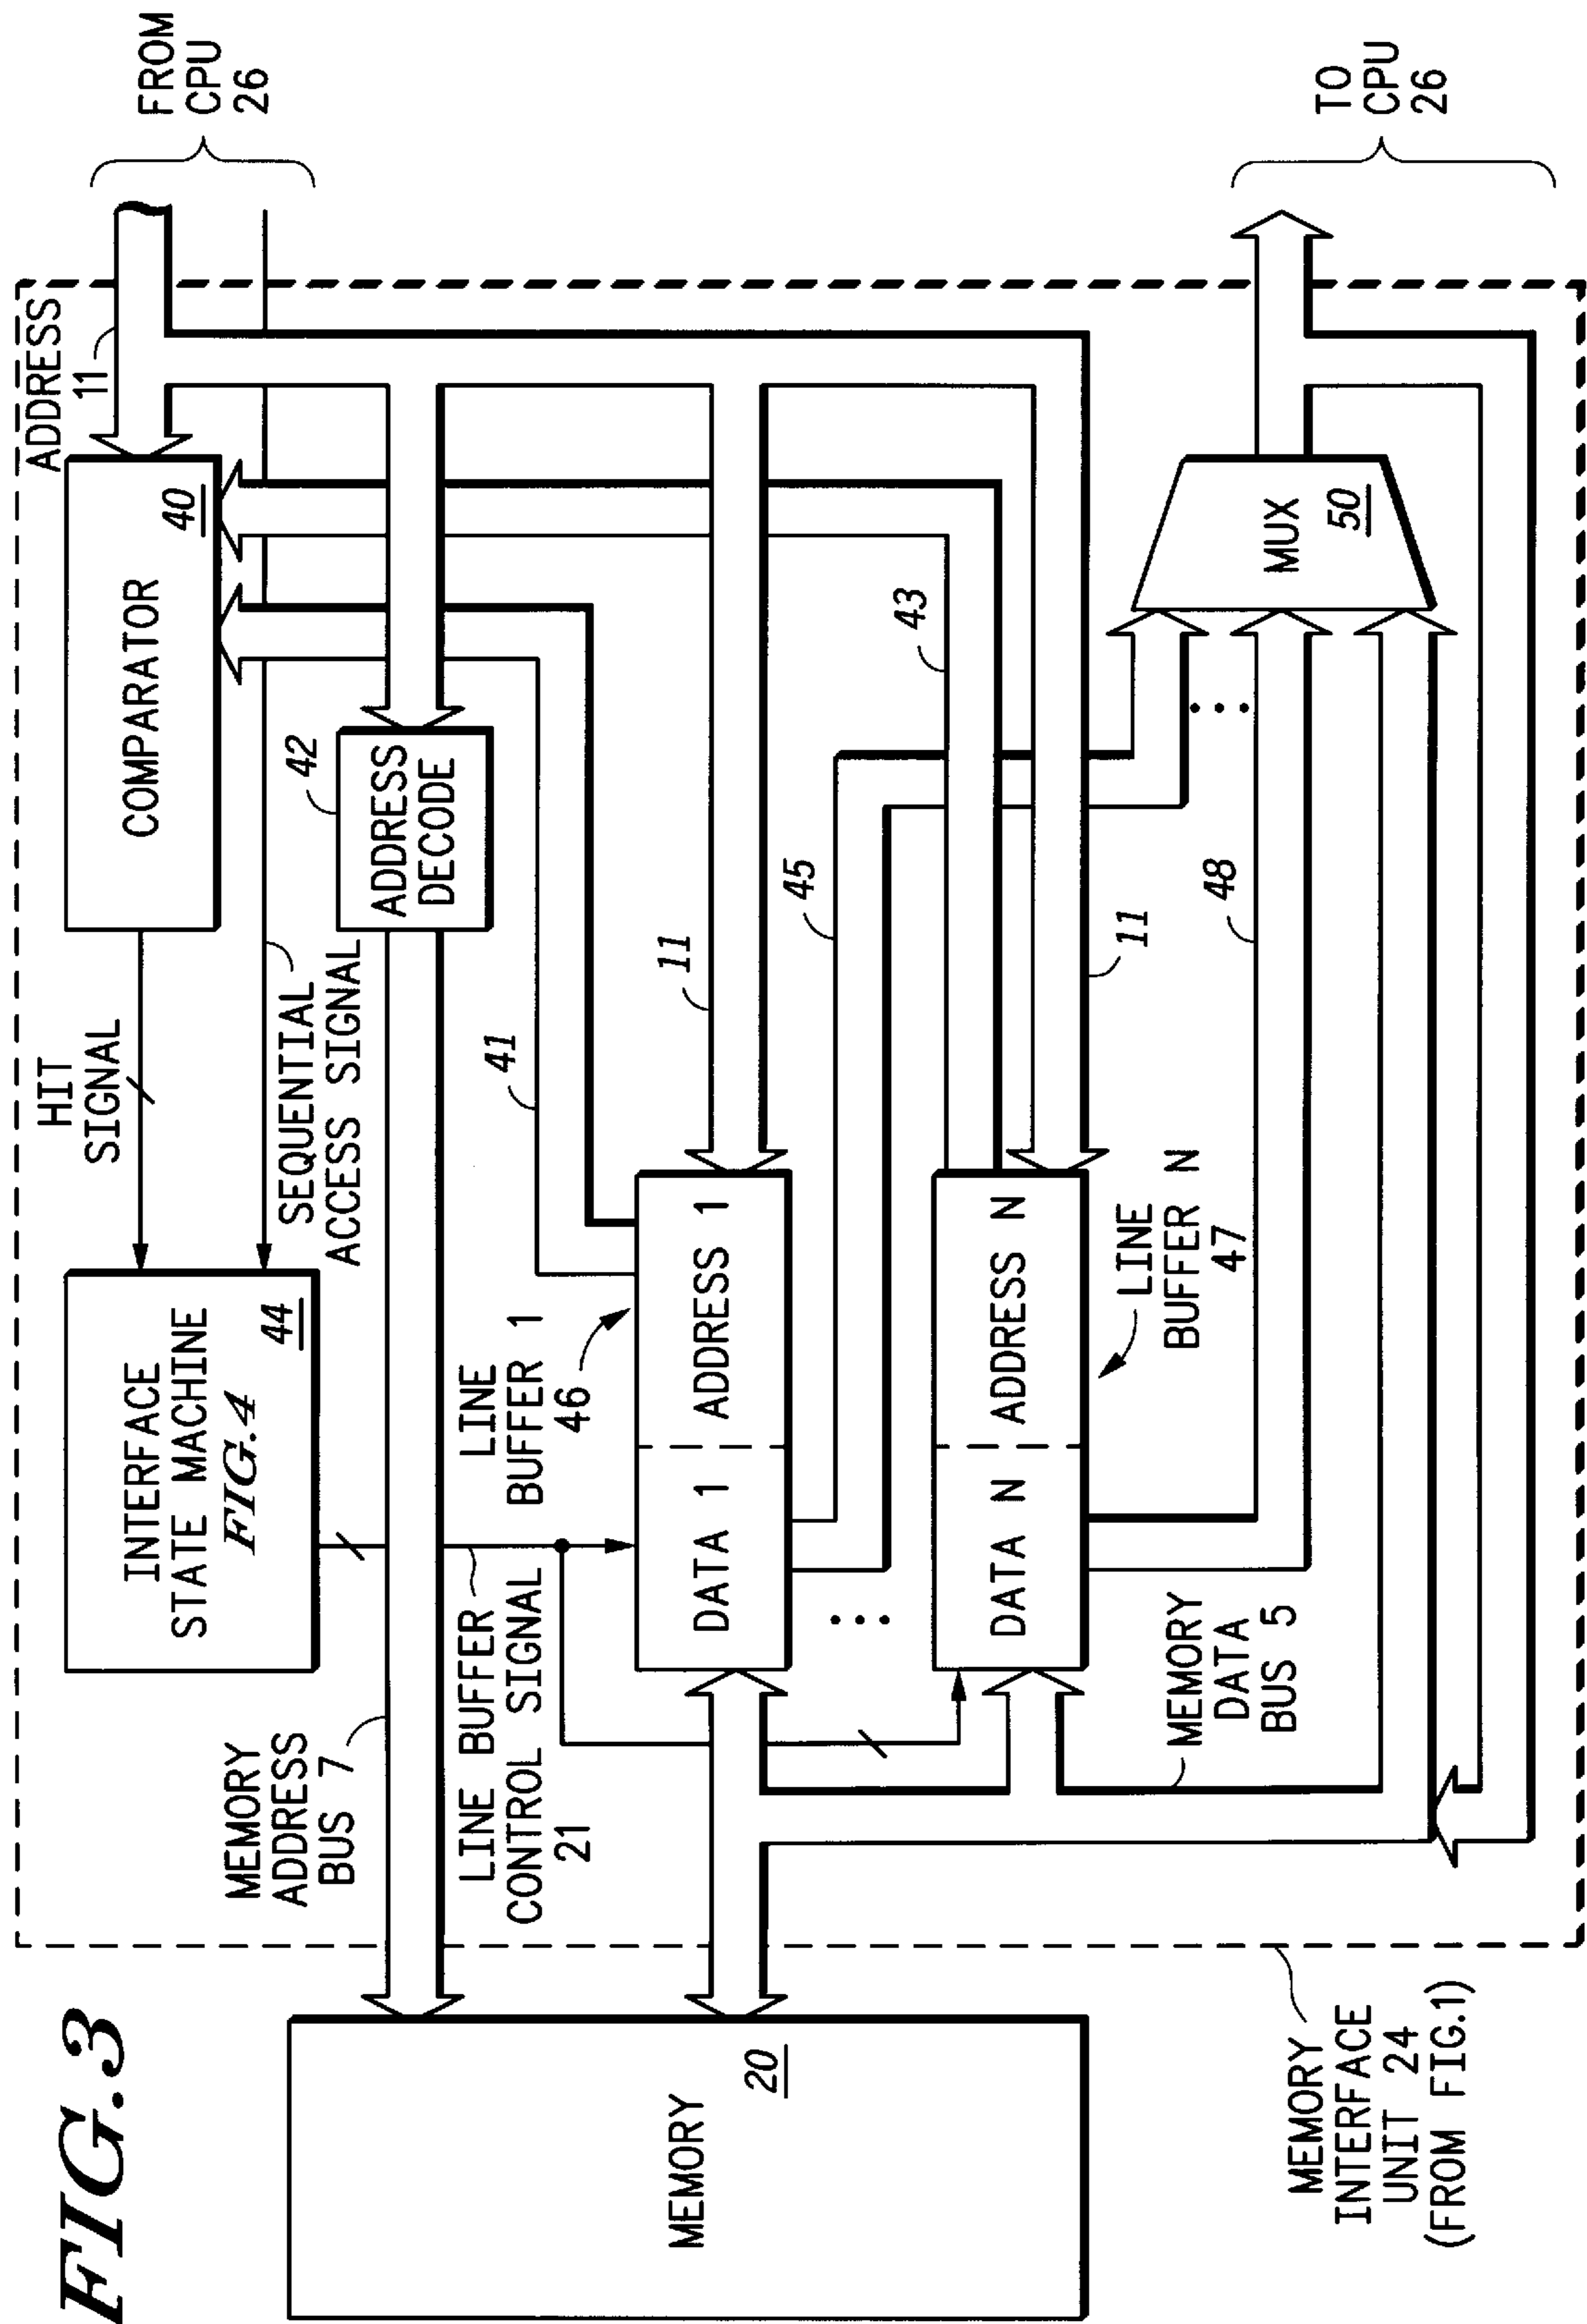 FIG.3
MEMORY
20
MEMORY
INTERFACE
UNIT 24
(FROM FIG.1)
MEMORY
ADDRESS
BUS 7
INTERFACE
STATE MACHINE
FIG.4
44
HIT
SIGNAL
SEQUENTIAL
ACCESS SIGNAL
COMPARATOR
40
ADDRESS
11
FROM
CPU
26
42
ADDRESS
DECODE
LINE BUFFER
CONTROL SIGNAL
21
LINE
BUFFER 1
46
41
DATA 1
ADDRESS 1
11
45
43
DATA N
ADDRESS N
11
LINE
BUFFER N
47
48
MEMORY
DATA
BUS 5
MUX
50
TO
CPU
26